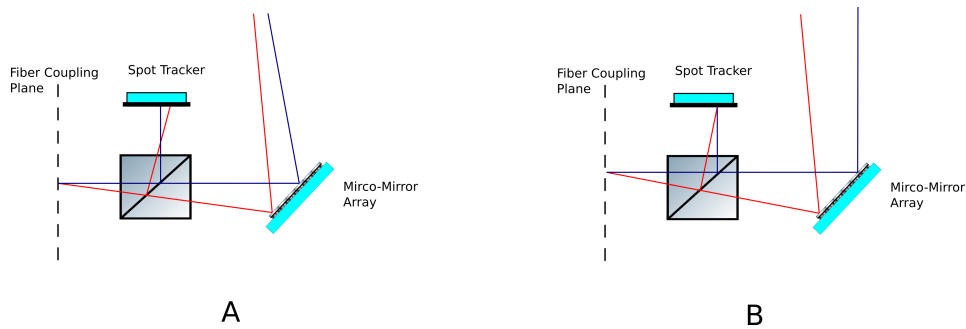 Fiber Coupling
Plane
Spot Tracker
Mirco-Mirror
Array
A
Fiber Coupling
Plane
Spot Tracker
Mirco-Mirror
Array
B